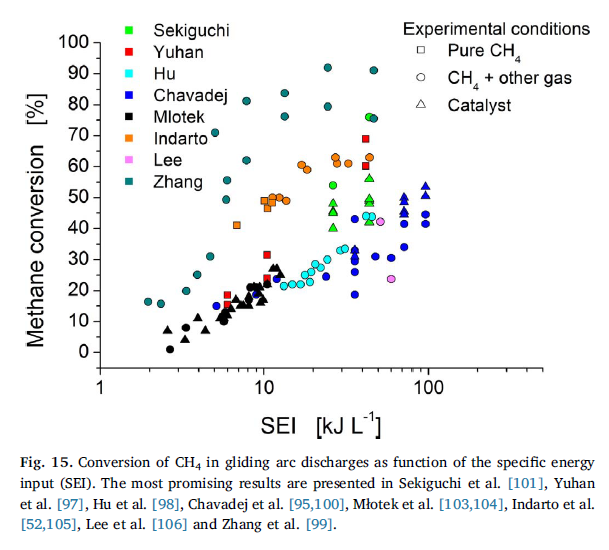 Sekiguchi
Yuhan
Hu
Chavadej
Mlotek
Indarto
Lee
Zhang
Experimental conditions
Pure CH4
CH4 + other gas
Catalyst
100
90
80
70
60
50
40
30
20
10
0
Methane conversion [%]
1
10
100
SEI [kJ L-1]
Fig. 15. Conversion of CH4 in gliding arc discharges as function of the specific energy
input (SEI). The most promising results are presented in Sekiguchi et al. [101], Yuhan
et al. [97], Hu et al. [98], Chavadej et al. [95,100], Młotek et al. [103,104], Indarto et al.
[52,105], Lee et al. [106] and Zhang et al. [99].